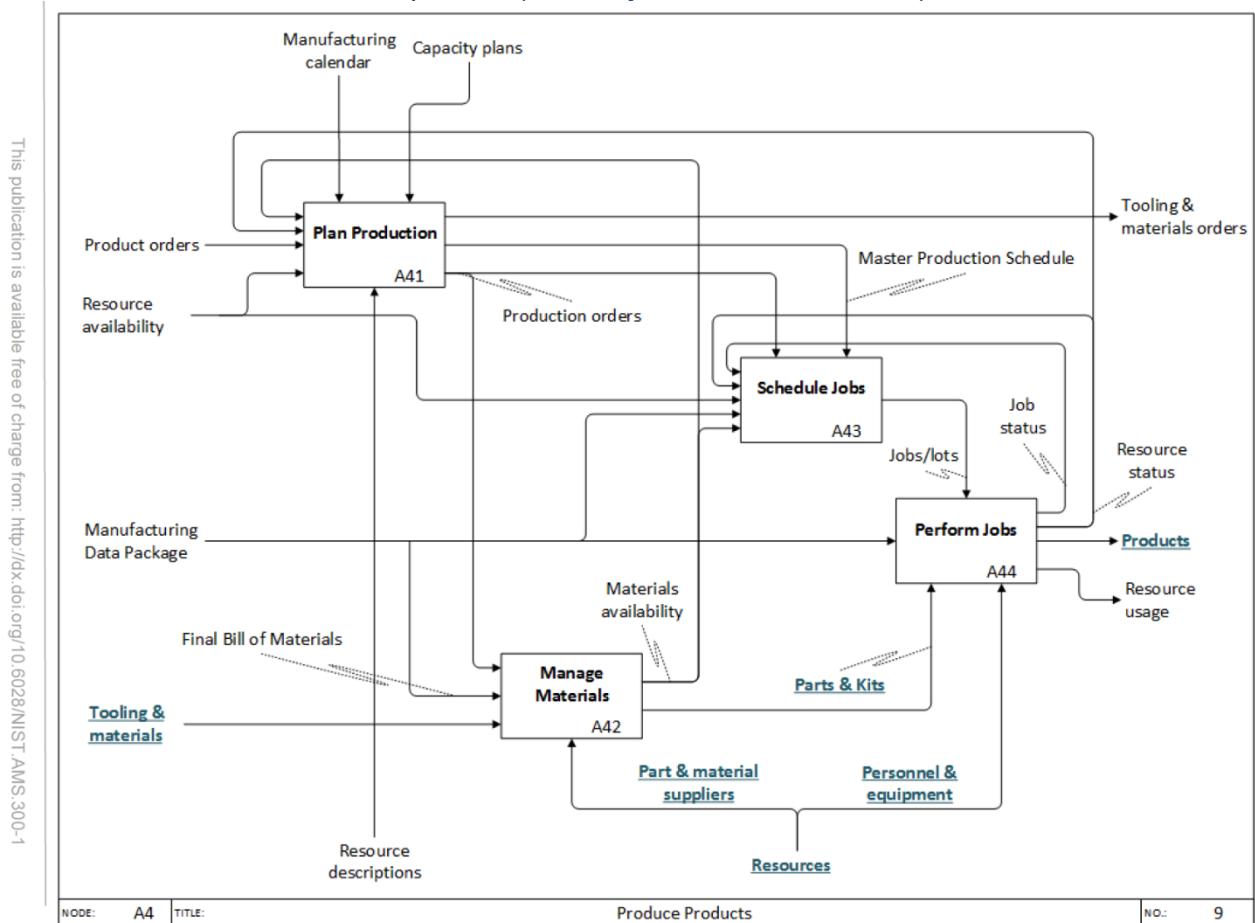 This publication is available free of charge from: http://dx.doi.org/10.6028/NIST.AMS.300-1
Manufacturing
calendar
Capacity plans
Plan Production
A41
Product orders
Tooling &
materials orders
Master Production Schedule
Resource
availability
Production orders
Schedule Jobs
A43
Job
status
Jobs/lots
Resource
status
Manufacturing
Data Package
Perform Jobs
A44
Products
Resource
usage
Materials
availability
Final Bill of Materials
Manage
Materials
A42
Parts & Kits
Tooling &
materials
Part & material
suppliers
Personnel &
equipment
Resource
descriptions
Resources
NODE: A4 TITLE: Produce Products NO.: 9